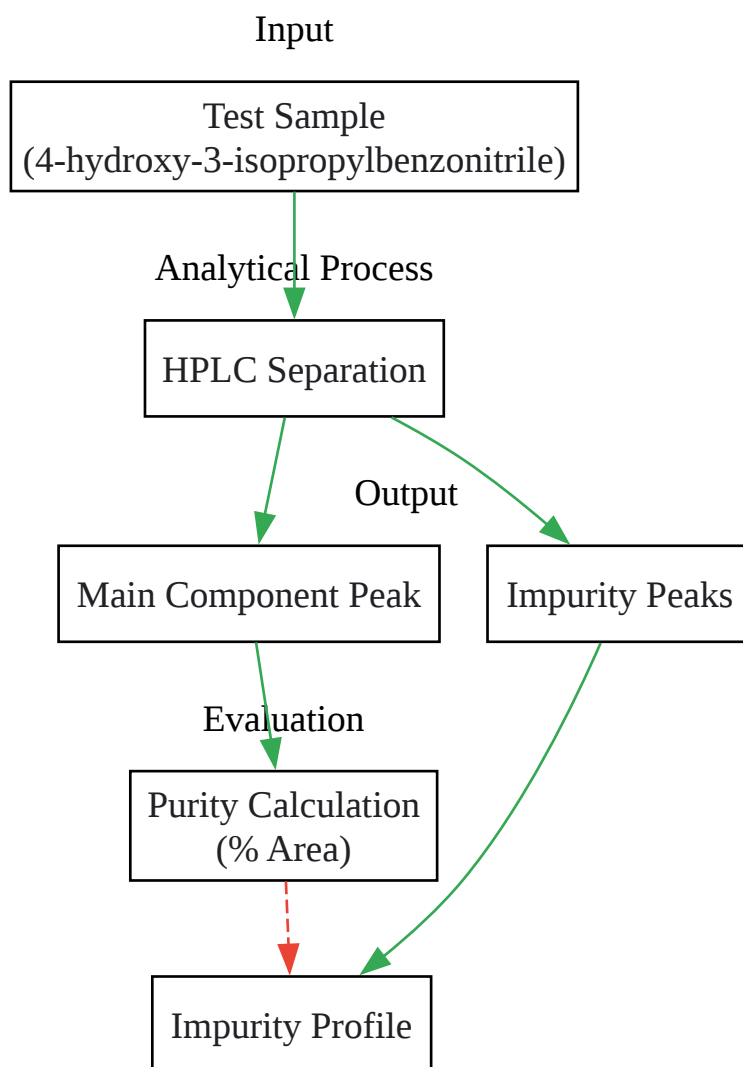 Input
Test Sample
(4-hydroxy-3-isopropylbenzonitrile)
Analytical Process
HPLC Separation
Output
Main Component Peak
Impurity Peaks
Evaluation
Purity Calculation
(% Area)
Impurity Profile